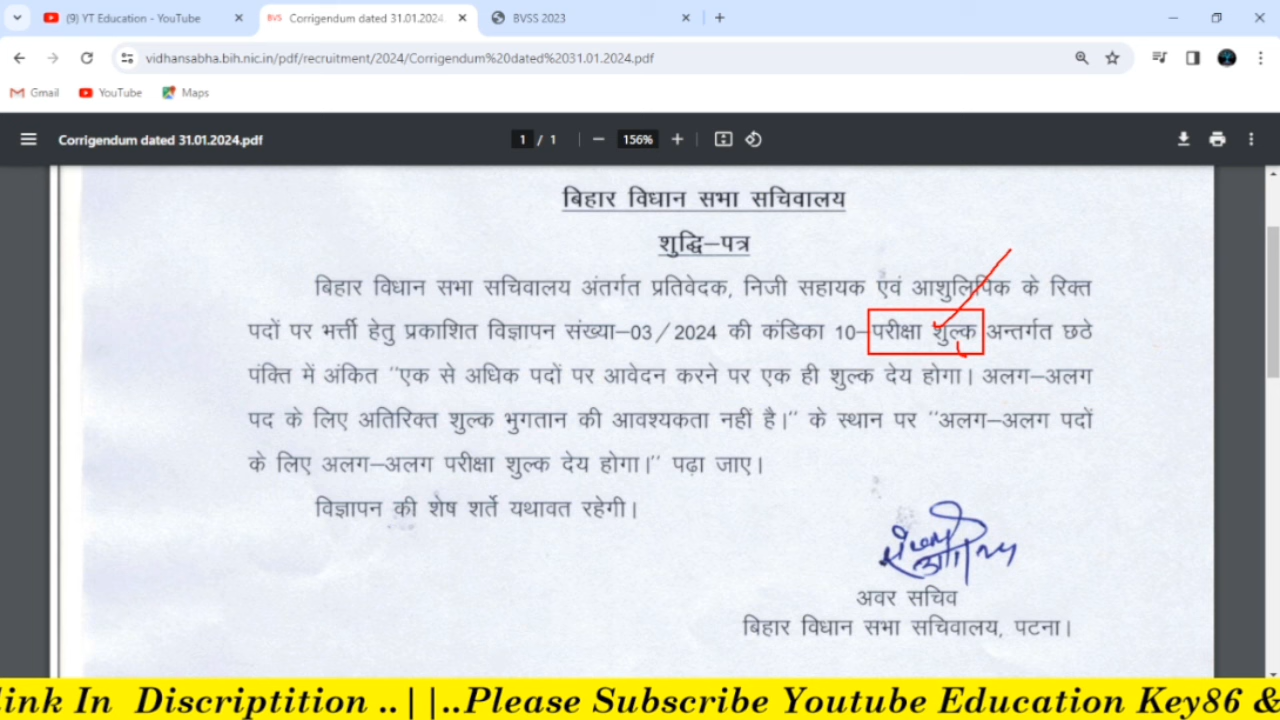 (9) YT Education - YouTube
BVS Corrigendum dated 31.01.2024.
BVSS 2023
vidhansabha.bih.nic.in/pdf/recruitment/2024/Corrigendum%20dated%2031.01.2024.pdf
Gmail YouTube Maps
Corrigendum dated 31.01.2024.pdf 1 / 1 156%
बिहार विधान सभा सचिवालय
शुद्धि–पत्र
बिहार विधान सभा सचिवालय अंतर्गत प्रतिवेदक, निजी सहायक एवं आशुलिपिक के रिक्त
पदों पर भर्त्ती हेतु प्रकाशित विज्ञापन संख्या–03/2024 की कंडिका 10–परीक्षा शुल्क अन्तर्गत छठे
पंक्ति में अंकित "एक से अधिक पदों पर आवेदन करने पर एक ही शुल्क देय होगा। अलग–अलग
पद के लिए अतिरिक्त शुल्क भुगतान की आवश्यकता नहीं है।" के स्थान पर "अलग–अलग पदों
के लिए अलग–अलग परीक्षा शुल्क देय होगा।" पढ़ा जाए।
विज्ञापन की शेष शर्ते यथावत रहेगी।
अवर सचिव
बिहार विधान सभा सचिवालय, पटना।
link In Discriptition ..||..Please Subscribe Youtube Education Key86 &